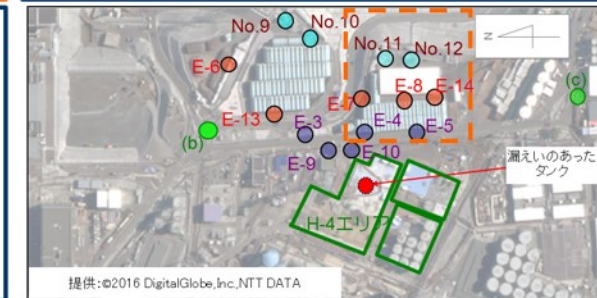 No.9
No.10
z
E-6
No.11
No.12
(c)
E-7
E-8
E-14
E-13
(b)
E-3
E-4
E-5
E-9
E-10
漏えいのあった
タンク
H-4エリア
提供:©2016 DigitalGlobe,Inc.,NTT DATA